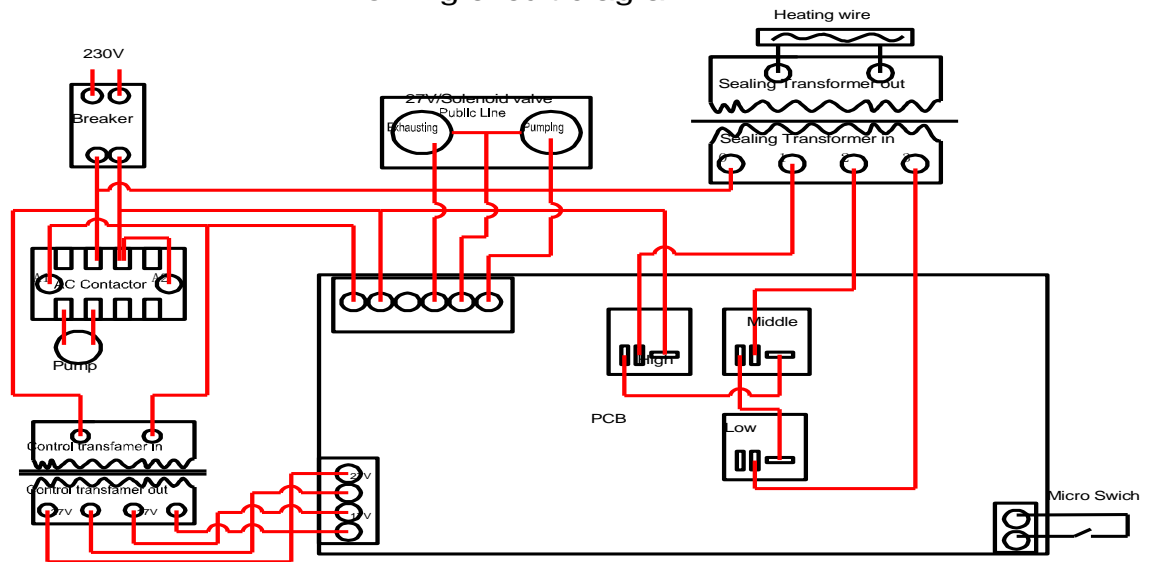 Heating wire
230V
27V/Solenoid valve
Public Line
Exhausting
Pumping
Breaker
Sealing Transformer out
Sealing Transformer in
0 1 2 3
A1 AC Contactor A2
Pump
High
Middle
Low
PCB
Control transfamer in
Control transfamer out
27V
17V
27V
17V
Micro Swich